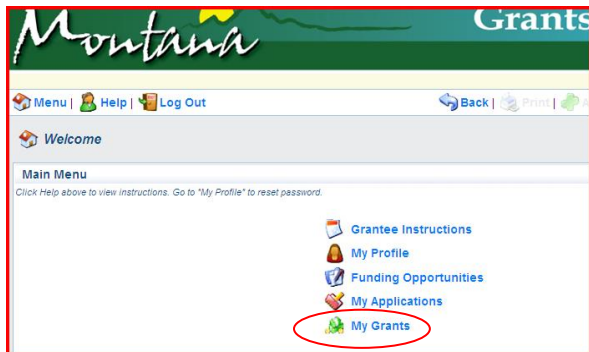 Montana
Grants
Menu | Help | Log Out
Back | Print |
Welcome
Main Menu
Click Help above to view instructions. Go to "My Profile" to reset password.
Grantee Instructions
My Profile
Funding Opportunities
My Applications
My Grants